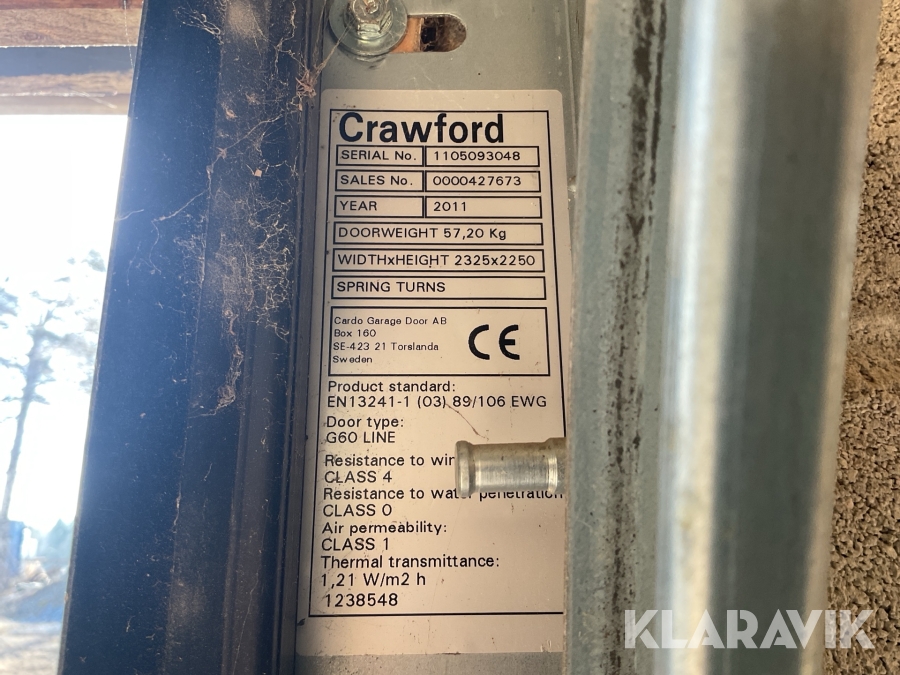 Crawford
SERIAL No. 1105093048
SALES No. 0000427673
YEAR 2011
DOORWEIGHT 57,20 Kg
WIDTHxHEIGHT 2325x2250
SPRING TURNS
Cardo Garage Door AB
Box 160
SE-423 21 Torslanda
Sweden
CE
Product standard:
EN13241-1 (03) 89/106 EWG
Door type:
G60 LINE
Resistance to
CLASS 4
Resistance to water penetration
CLASS 0
Air permeability:
CLASS 1
Thermal transmittance:
1,21 W/m2 h
1238548
KLARAVIK